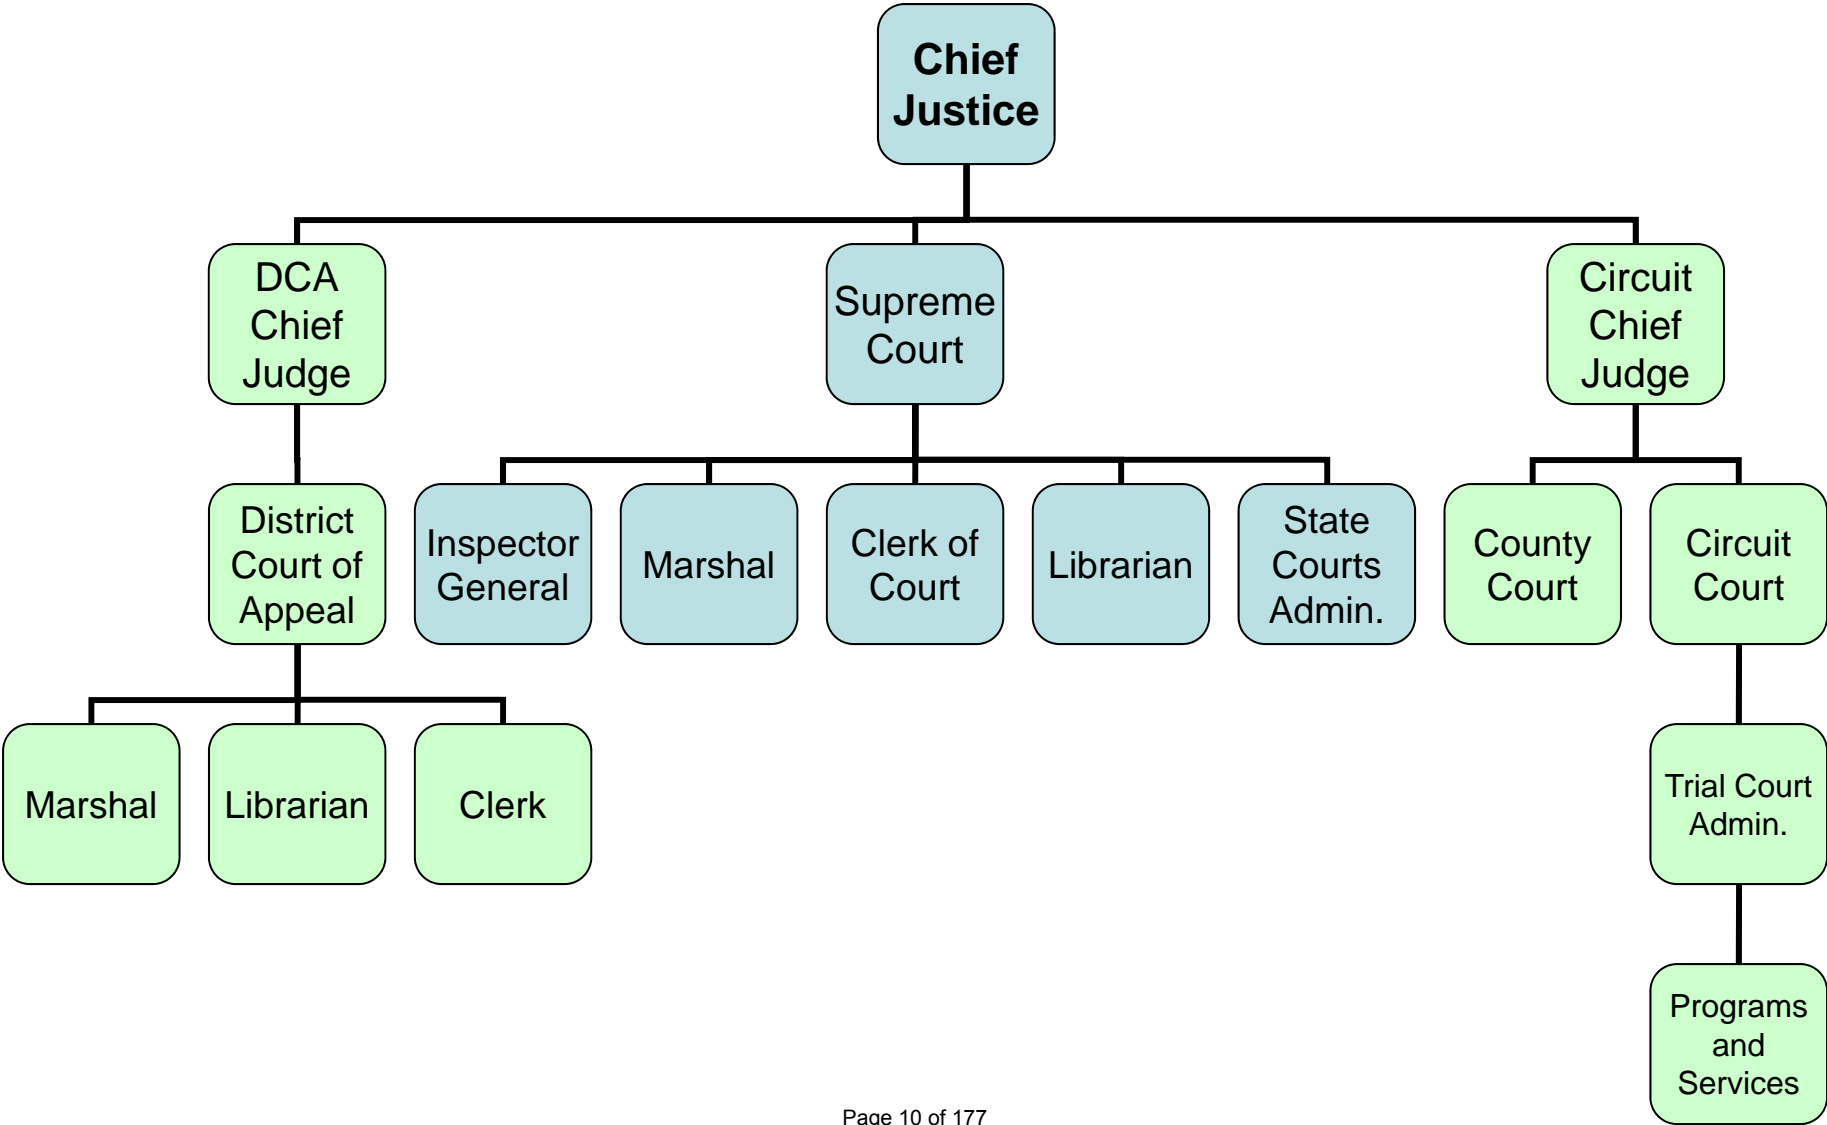 Chief
Justice
DCA
Chief
Judge
Supreme
Court
Circuit
Chief
Judge
District
Court of
Appeal
Inspector
General
Marshal
Clerk of
Court
Librarian
State
Courts
Admin.
County
Court
Circuit
Court
Marshal
Librarian
Clerk
Trial Court
Admin.
Programs
and
Services
Page 10 of 177